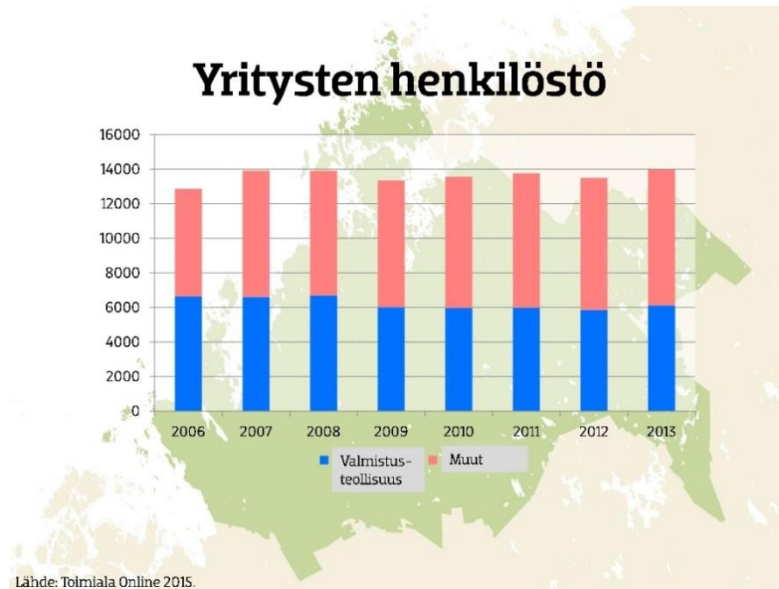 Yritysten henkilöstö
16000
14000
12000
10000
8000
6000
4000
2000
0
2006 2007 2008 2009 2010 2011 2012 2013
Valmistus-
teollisuus
Muut
Lähde: Toimiala Online 2015.